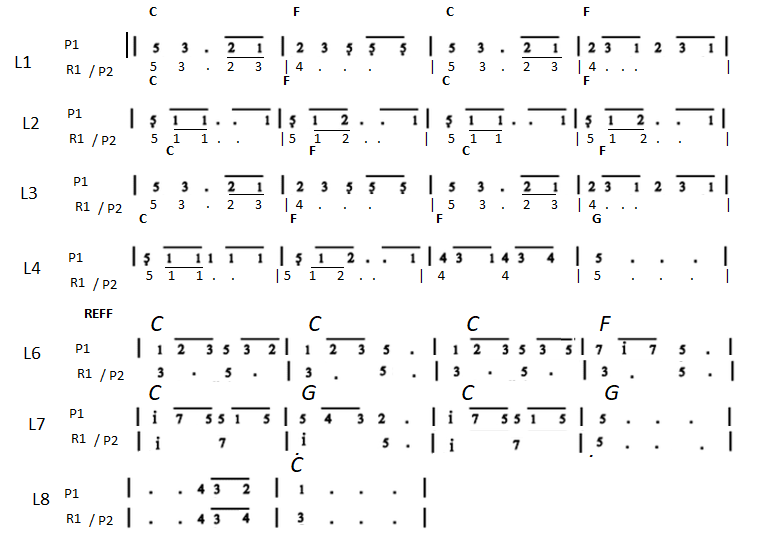 C F C F
L1 P1 | 5 3 . 2 1 | 2 3 5̣ 5̣ 5̣ | 5 3 . 2 1 | 2 3 1 2 3 1 |
R1 / P2 5 3 . 2 3 | 4 . . . | 5 3 . 2 3 | 4 . . . |
C F C F
L2 P1 | 5̣ 1 1 . . 1 | 5̣ 1 2 . . 1 | 5̣ 1 1 . . 1 | 5̣ 1 2 . . 1 |
R1 / P2 5 1 1 . . | 5 1 2 . . | 5 1 1 | 5 1 2 . . |
C F C F
L3 P1 | 5 3 . 2 1 | 2 3 5̣ 5̣ 5̣ | 5 3 . 2 1 | 2 3 1 2 3 1 |
R1 / P2 5 3 . 2 3 | 4 . . . | 5 3 . 2 3 | 4 . . . |
C F F G
L4 P1 | 5̣ 1 1 1 1 1 | 5̣ 1 2 . . 1 | 4 3 1 4 3 4 | 5 . . . |
R1 / P2 5 1 1 . . | 5 1 2 . . | 4 4 | 5 . . . |
REFF
C C C F
L6 P1 | 1 2 3 5 3 2 | 1 2 3 5 . | 1 2 3 5 3 5 | 7 i 7 5 . |
R1 / P2 | 3 . 5 . | 3 . 5 . | 3 . 5 . | 3 . 5 . |
C G C G
L7 P1 | i 7 5 5 1 5 | 5 4 3 2 . | i 7 5 5 1 5 | 5 . . . |
R1 / P2 | i 7 | i 5 . | i 7 | 5 . . . |
C
L8 P1 | . . 4 3 2 | 1 . . . |
R1 / P2 | . . 4 3 4 | 3 . . . |